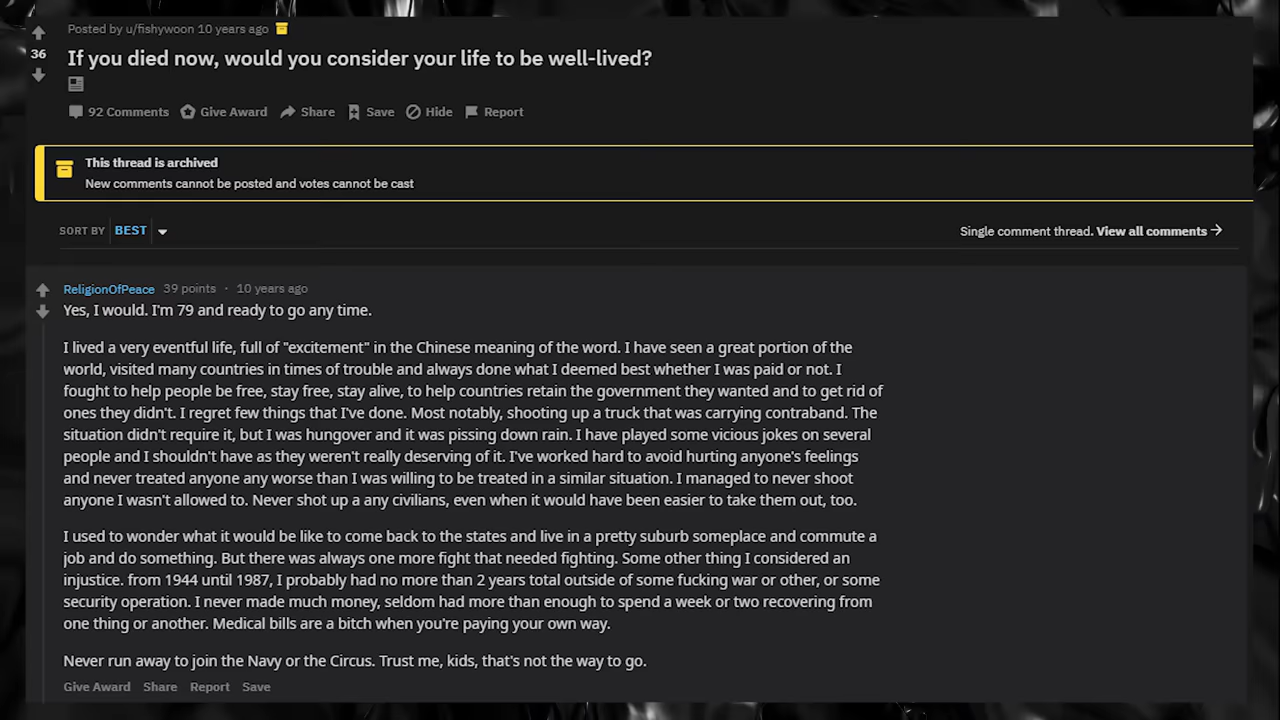 Posted by u/fishywoon 10 years ago
36
If you died now, would you consider your life to be well-lived?
92 Comments Give Award Share Save Hide Report
This thread is archived
New comments cannot be posted and votes cannot be cast
SORT BY BEST
Single comment thread. View all comments
ReligionOfPeace 39 points · 10 years ago
Yes, I would. I'm 79 and ready to go any time.
I lived a very eventful life, full of "excitement" in the Chinese meaning of the word. I have seen a great portion of the
world, visited many countries in times of trouble and always done what I deemed best whether I was paid or not. I
fought to help people be free, stay free, stay alive, to help countries retain the government they wanted and to get rid of
ones they didn't. I regret few things that I've done. Most notably, shooting up a truck that was carrying contraband. The
situation didn't require it, but I was hungover and it was pissing down rain. I have played some vicious jokes on several
people and I shouldn't have as they weren't really deserving of it. I've worked hard to avoid hurting anyone's feelings
and never treated anyone any worse than I was willing to be treated in a similar situation. I managed to never shoot
anyone I wasn't allowed to. Never shot up a any civilians, even when it would have been easier to take them out, too.
I used to wonder what it would be like to come back to the states and live in a pretty suburb someplace and commute a
job and do something. But there was always one more fight that needed fighting. Some other thing I considered an
injustice. from 1944 until 1987, I probably had no more than 2 years total outside of some fucking war or other, or some
security operation. I never made much money, seldom had more than enough to spend a week or two recovering from
one thing or another. Medical bills are a bitch when you're paying your own way.
Never run away to join the Navy or the Circus. Trust me, kids, that's not the way to go.
Give Award Share Report Save